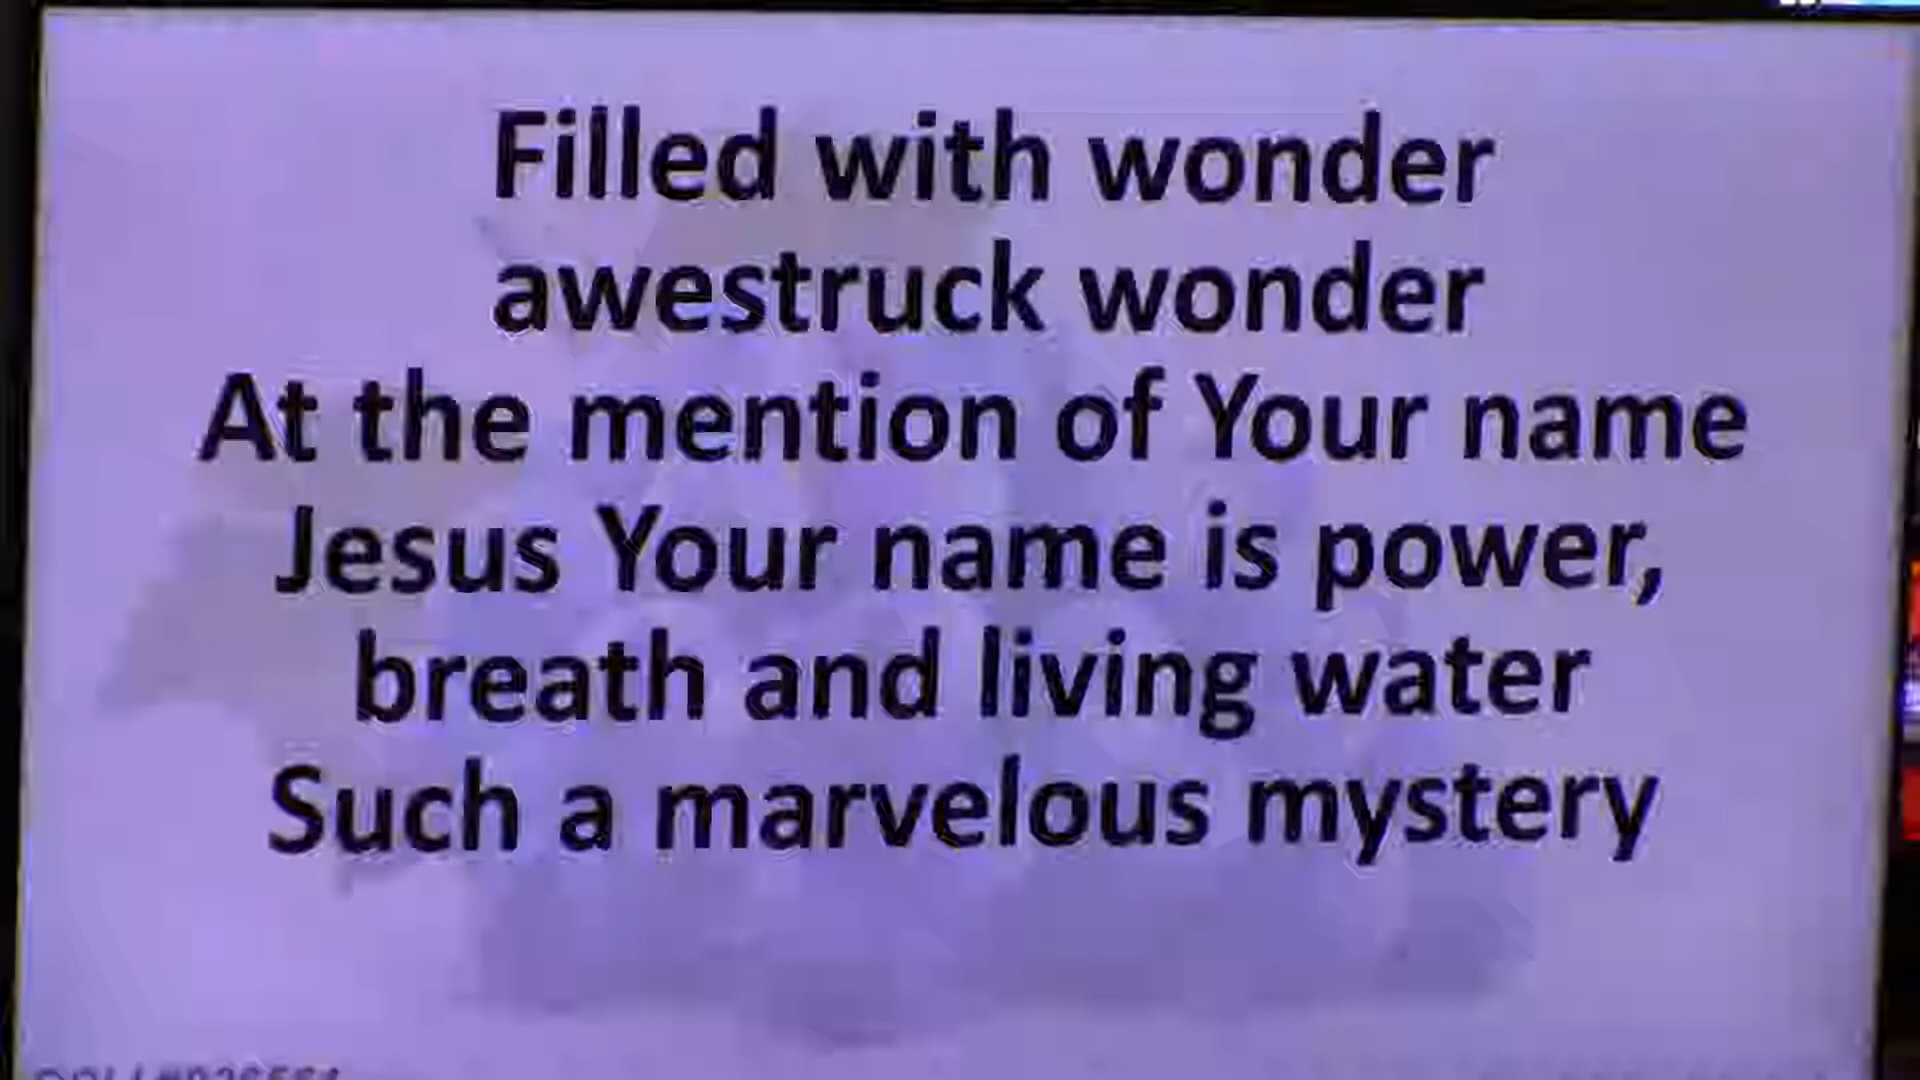 Filled with wonder
awestruck wonder
At the mention of Your name
Jesus Your name is power,
breath and living water
Such a marvelous mystery